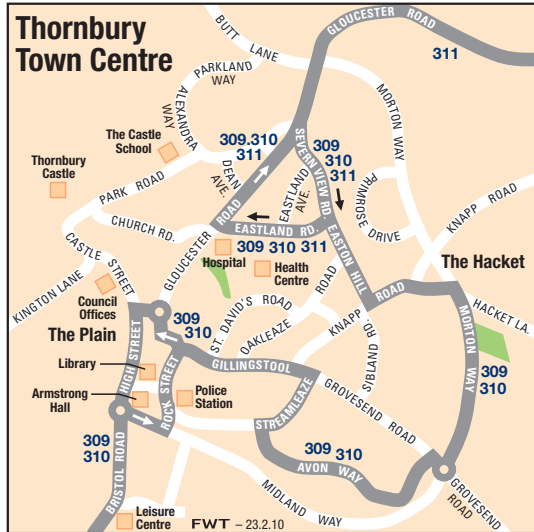 Thornbury
Town Centre
BUTT LANE
GLOUCESTER ROAD
311
PARKLAND
WAY
ALEXANDRA
WAY
MORTON WAY
The Castle
School
309.310
311
SEVERN VIEW RD.
309
310
311
Thornbury
Castle
DEAN
AVE.
EASTLAND
AVE.
PRIMROSE
DRIVE
PARK ROAD
KNAPP ROAD
CHURCH RD.
GLOUCESTER
ROAD
EASTLAND RD.
309 310 311
EASTON HILL
ROAD
CASTLE STREET
Hospital
Health
Centre
The Hacket
KINGTON LANE
Council
Offices
ROAD
HACKET LA.
ST. DAVID'S ROAD
OAKLEAZE
KNAPP
SIBLAND RD
MORTON WAY
The Plain
309
310
HIGH STREET
GILLINGSTOOL
Library
ROCK STREET
Police
Station
STREAMLEAZE
GROVESEND ROAD
309
310
Armstrong
Hall
309 310
AVON WAY
309
310
BRISTOL ROAD
MIDLAND WAY
GROVESEND
ROAD
Leisure
Centre
FWT – 23.2.10